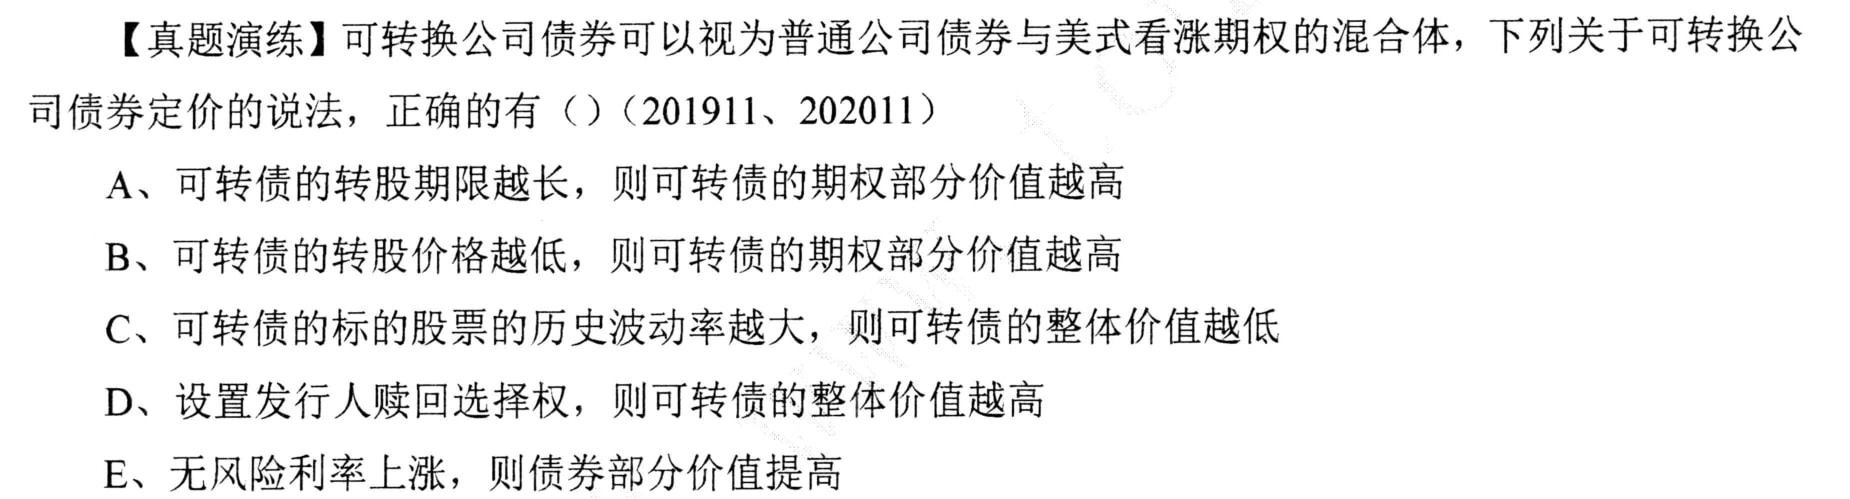 【真题演练】可转换公司债券可以视为普通公司债券与美式看涨期权的混合体，下列关于可转换公
司债券定价的说法，正确的有（）（201911、202011）
A、可转债的转股期限越长，则可转债的期权部分价值越高
B、可转债的转股价格越低，则可转债的期权部分价值越高
C、可转债的标的股票的历史波动率越大，则可转债的整体价值越低
D、设置发行人赎回选择权，则可转债的整体价值越高
E、无风险利率上涨，则债券部分价值提高